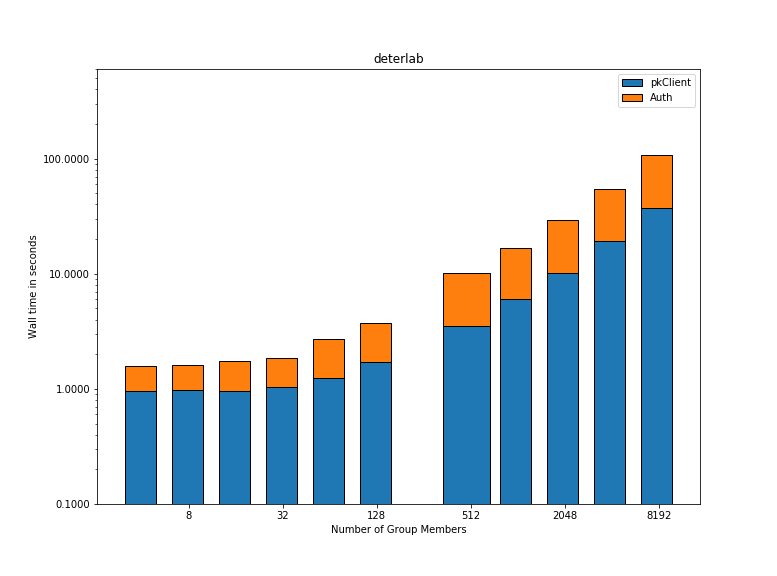 deterlab
pkClient
Auth
100.0000
10.0000
1.0000
0.1000
Wall time in seconds
8 32 128 512 2048 8192
Number of Group Members